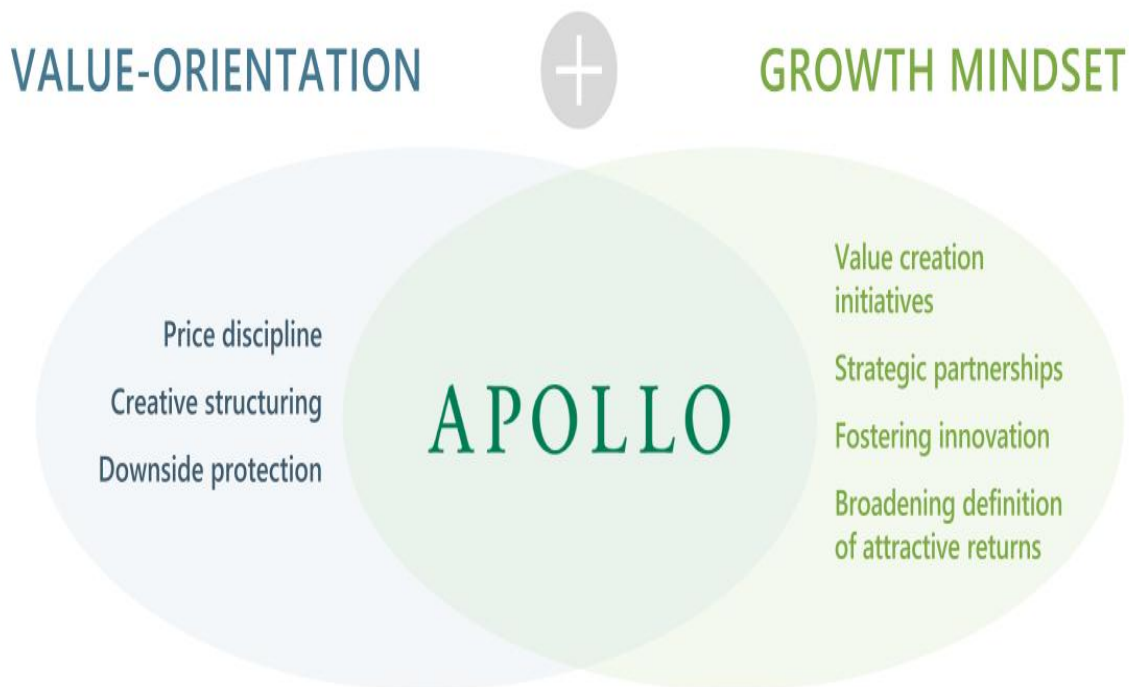 VALUE-ORIENTATION
+
GROWTH MINDSET
Price discipline
Creative structuring
Downside protection
APOLLO
Value creation
initiatives
Strategic partnerships
Fostering innovation
Broadening definition
of attractive returns